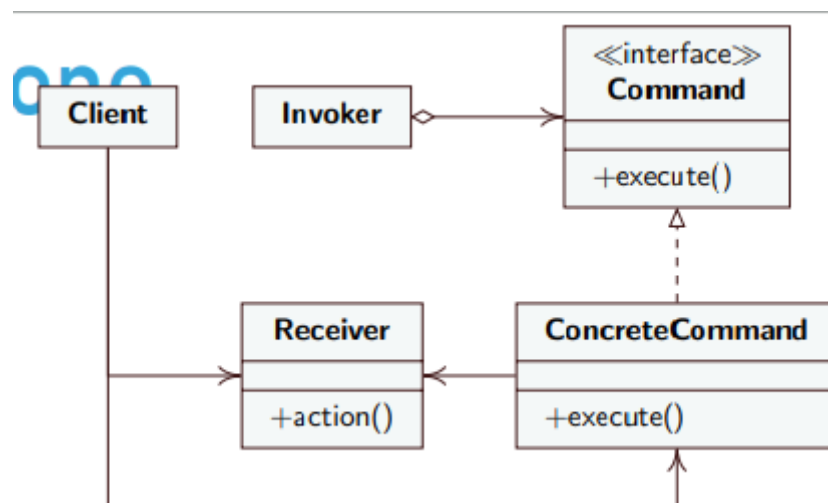 Client
Invoker
≪interface≫
Command
+execute()
Receiver
+action()
ConcreteCommand
+execute()